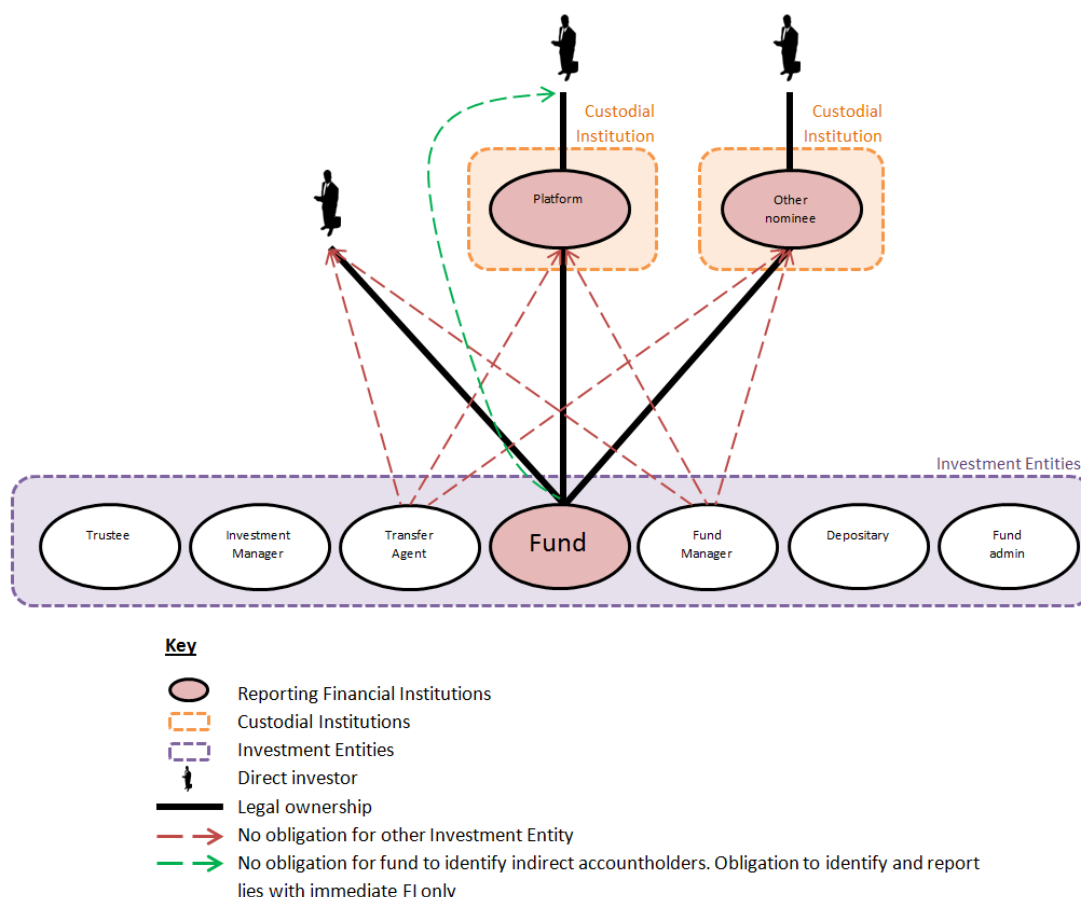 Custodial
Institution
Custodial
Institution
Platform
Other
nominee
Investment Entities
Trustee
Investment
Manager
Transfer
Agent
Fund
Fund
Manager
Depositary
Fund
admin
Key
Reporting Financial Institutions
Custodial Institutions
Investment Entities
Direct investor
Legal ownership
No obligation for other Investment Entity
No obligation for fund to identify indirect accountholders. Obligation to identify and report
lies with immediate FI only